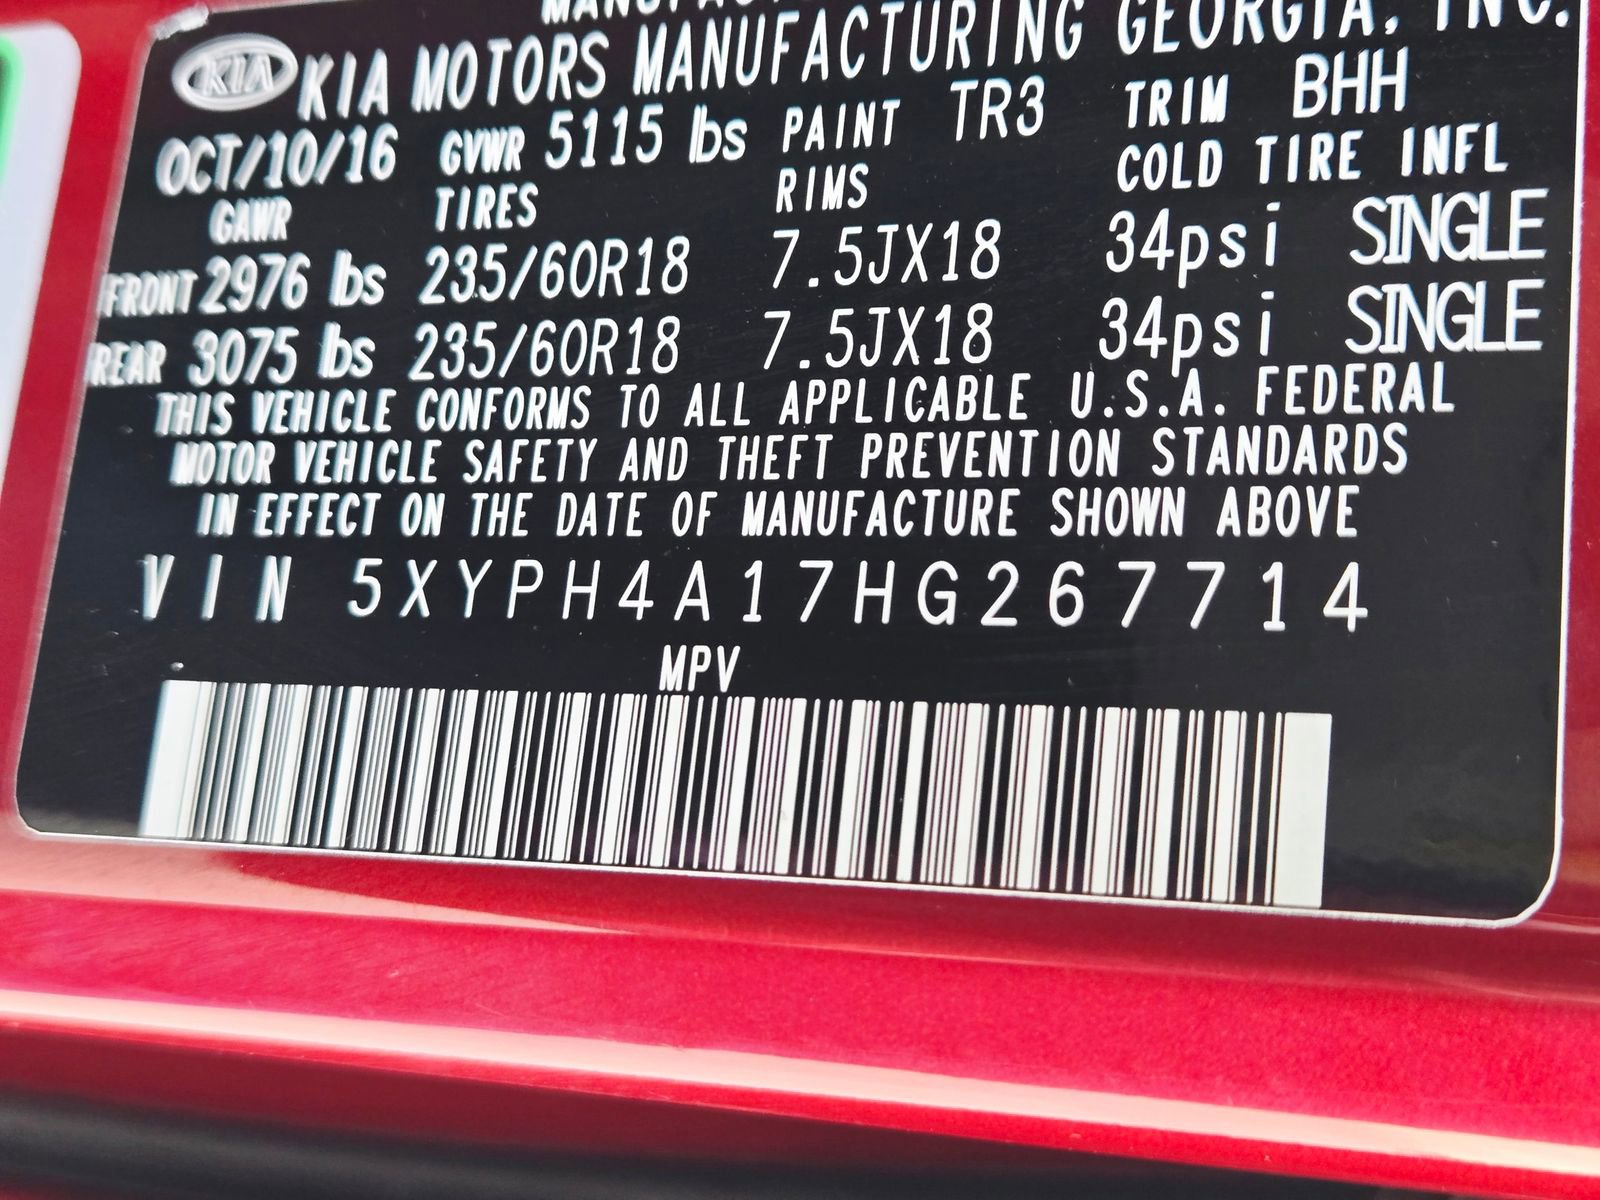 MANUFACT
KIA KIA MOTORS MANUFACTURING GEORGIA, INC.
OCT/10/16 GVWR 5115 lbs PAINT TR3 TRIM BHH
GAWR TIRES RIMS COLD TIRE INFL
FRONT 2976 lbs 235/60R18 7.5JX18 34psi SINGLE
REAR 3075 lbs 235/60R18 7.5JX18 34psi SINGLE
THIS VEHICLE CONFORMS TO ALL APPLICABLE U.S.A. FEDERAL
MOTOR VEHICLE SAFETY AND THEFT PREVENTION STANDARDS
IN EFFECT ON THE DATE OF MANUFACTURE SHOWN ABOVE
VIN 5XYPH4A17HG267714
MPV